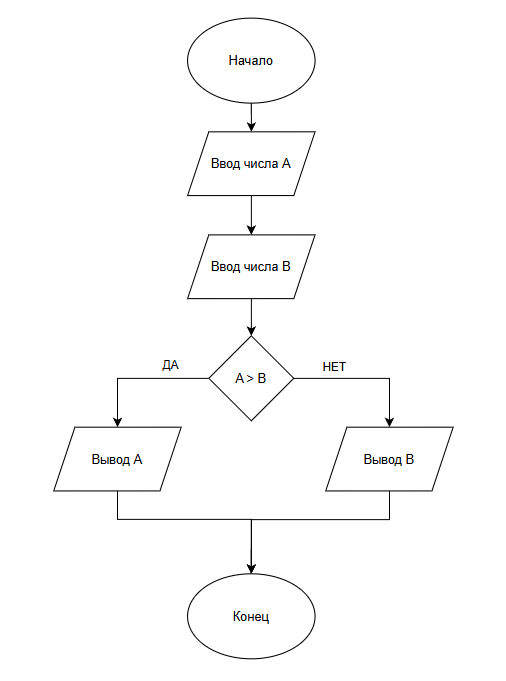 Начало
Ввод числа A
Ввод числа B
A > B
ДА
НЕТ
Вывод A
Вывод B
Конец